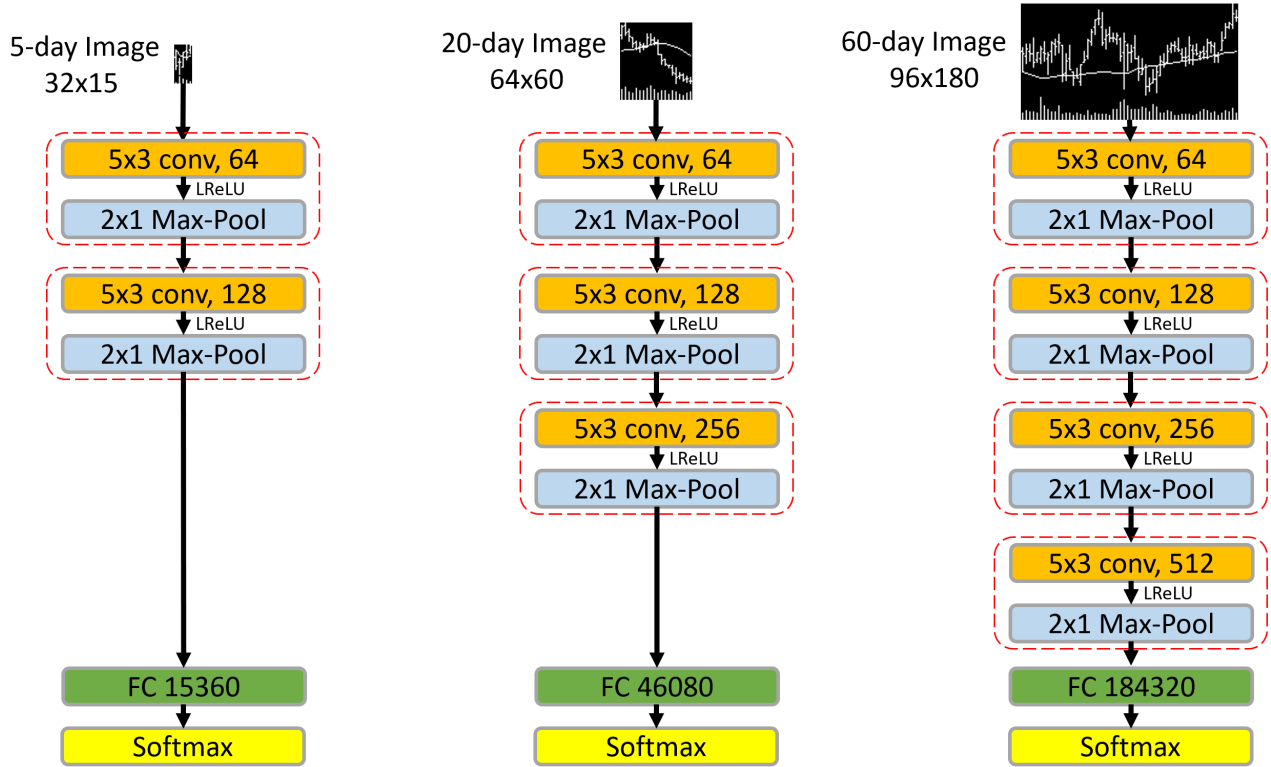 5-day Image
32x15
5x3 conv, 64
LReLU
2x1 Max-Pool
5x3 conv, 128
LReLU
2x1 Max-Pool
FC 15360
Softmax
20-day Image
64x60
5x3 conv, 64
LReLU
2x1 Max-Pool
5x3 conv, 128
LReLU
2x1 Max-Pool
5x3 conv, 256
LReLU
2x1 Max-Pool
FC 46080
Softmax
60-day Image
96x180
5x3 conv, 64
LReLU
2x1 Max-Pool
5x3 conv, 128
LReLU
2x1 Max-Pool
5x3 conv, 256
LReLU
2x1 Max-Pool
5x3 conv, 512
LReLU
2x1 Max-Pool
FC 184320
Softmax